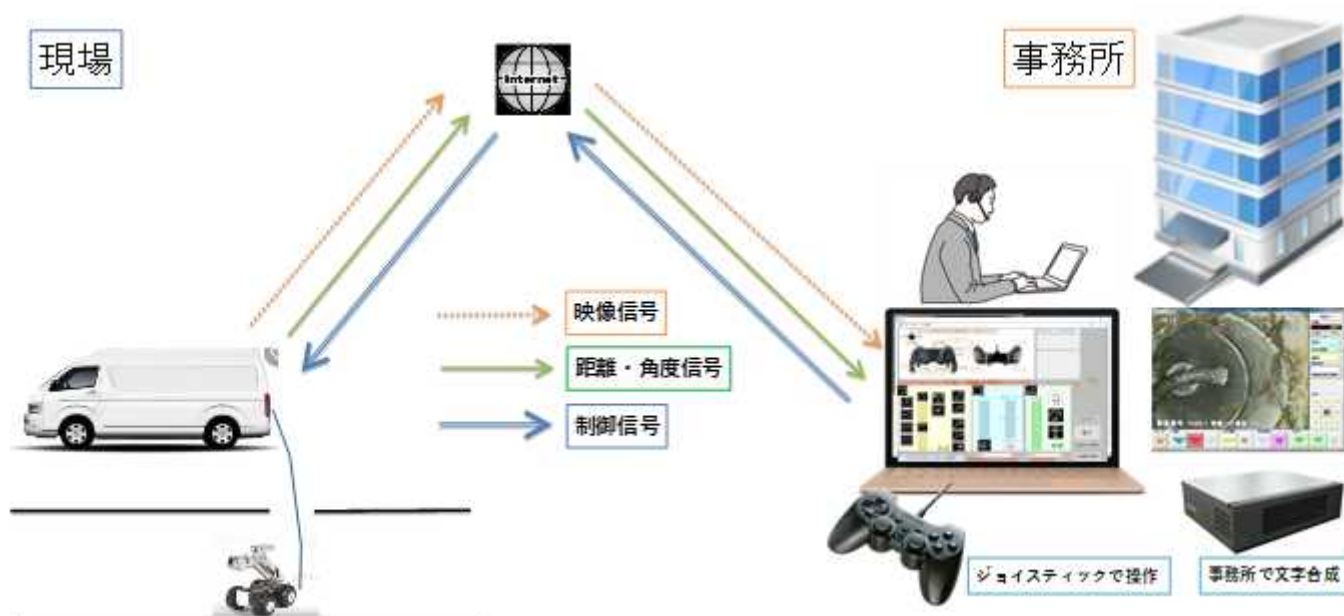 現場
Internet
事務所
映像信号
距離・角度信号
制御信号
ジョイスティックで操作
事務所で文字合成